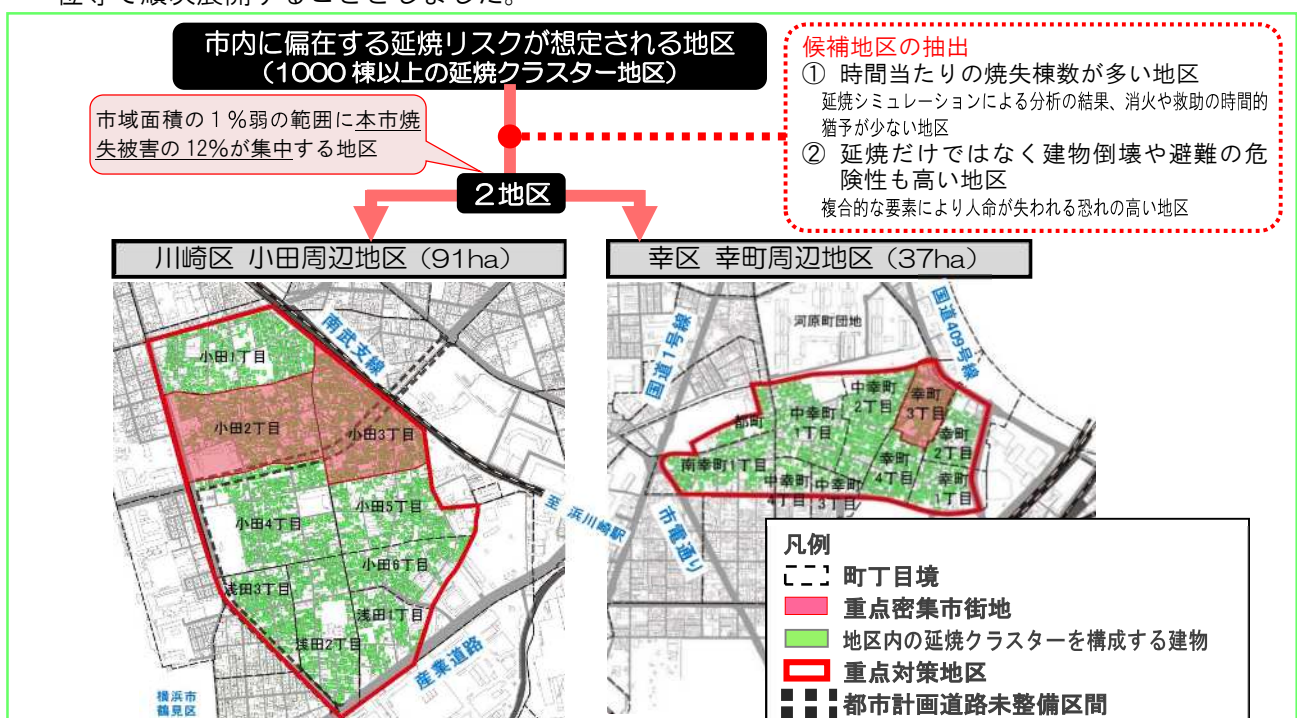 位等で順次展開することとしました。
市内に偏在する延焼リスクが想定される地区
（1000 棟以上の延焼クラスター地区）
候補地区の抽出
① 時間当たりの焼失棟数が多い地区
延焼シミュレーションによる分析の結果、消火や救助の時間的
猶予が少ない地区
② 延焼だけではなく建物倒壊や避難の危
険性も高い地区
複合的な要素により人命が失われる恐れの高い地区
市域面積の１％弱の範囲に本市焼
失被害の 12％が集中する地区
２地区
川崎区 小田周辺地区（91ha）
幸区 幸町周辺地区（37ha）
南武支線
小田1丁目
小田2丁目
小田3丁目
小田4丁目
小田5丁目
小田6丁目
浅田3丁目
浅田1丁目
浅田2丁目
産業道路
至 浜川崎駅
横浜市
鶴見区
国道1号線
河原町団地
国道409号線
都町
中幸町
1丁目
中幸町
2丁目
幸町
3丁目
幸町
2丁目
南幸町1丁目
中幸町
4丁目
中幸町
3丁目
幸町
4丁目
幸町
1丁目
市電通り
凡例
町丁目境
重点密集市街地
地区内の延焼クラスターを構成する建物
重点対策地区
都市計画道路未整備区間